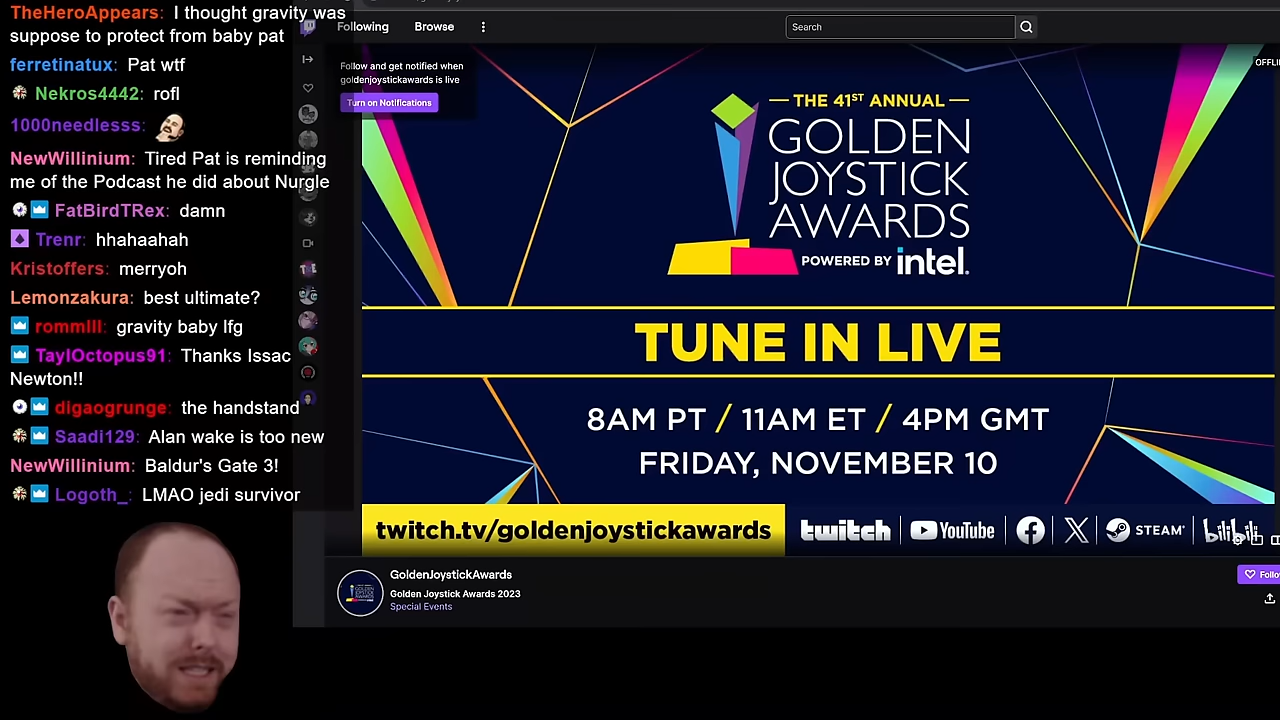 TheHeroAppears: I thought gravity was
suppose to protect from baby pat
ferretinatux: Pat wtf
Nekros4442: rofl
1000needlesss:
NewWillinium: Tired Pat is reminding
me of the Podcast he did about Nurgle
FatBirdTRex: damn
Trenr: hhahaahah
Kristoffers: merryoh
Lemonzakura: best ultimate?
rommlll: gravity baby lfg
TaylOctopus91: Thanks Issac
Newton!!
digaogrunge: the handstand
Saadi129: Alan wake is too new
NewWillinium: Baldur's Gate 3!
Logoth_: LMAO jedi survivor
Following Browse
Search
Follow and get notified when
goldenjoystickawards is live
Turn on Notifications
OFFLI
THE 41ST ANNUAL
GOLDEN
JOYSTICK
AWARDS
POWERED BY intel.
TUNE IN LIVE
8AM PT / 11AM ET / 4PM GMT
FRIDAY, NOVEMBER 10
twitch.tv/goldenjoystickawards
twitch YouTube STEAM bilibili
GoldenJoystickAwards
Golden Joystick Awards 2023
Special Events
Follo